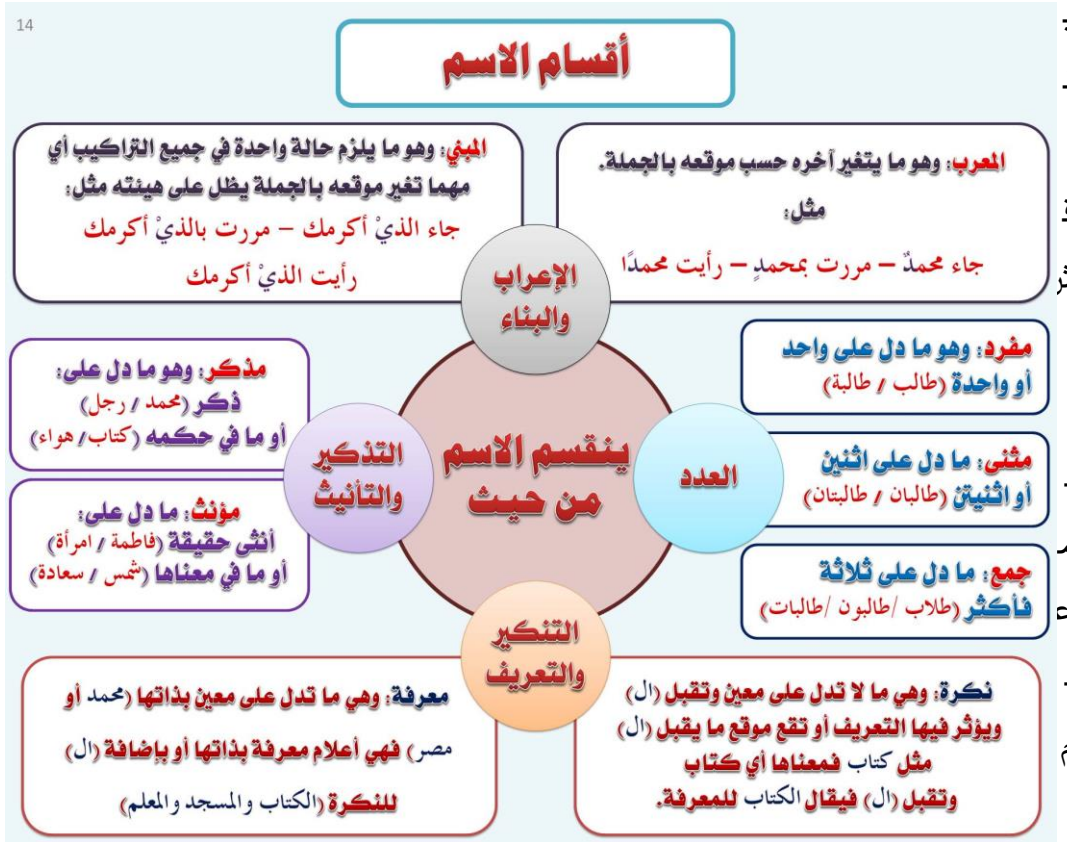 14
أقسام الاسم
المعرب: وهو ما يتغير آخره حسب موقعه بالجملة.
مثل:
جاء محمدٌ – مررت بمحمدٍ – رأيت محمدًا
المبني: وهو ما يلزم حالة واحدة في جميع التراكيب أي
مهما تغير موقعه بالجملة يظل على هيئته مثل:
جاء الذيْ أكرمك – مررت بالذيْ أكرمك
رأيت الذيْ أكرمك
الإعراب
والبناء
ينقسم الاسم
من حيث
العدد
مفرد: وهو ما دل على واحد
أو واحدة (طالب / طالبة)
مثنى: ما دل على اثنين
أو اثنيتن (طالبان / طالبتان)
جمع: ما دل على ثلاثة
فأكثر (طلاب /طالبون /طالبات)
التذكير
والتأنيث
مذكر: وهو ما دل على:
ذكر (محمد / رجل)
أو ما في حكمه (كتاب/ هواء)
مؤنث: ما دل على:
أنثى حقيقة (فاطمة / امرأة)
أو ما في معناها (شمس / سعادة)
التنكير
والتعريف
نكرة: وهي ما لا تدل على معين وتقبل (ال)
ويؤثر فيها التعريف أو تقع موقع ما يقبل (ال)
مثل كتاب فمعناها أي كتاب
وتقبل (ال) فيقال الكتاب للمعرفة.
معرفة: وهي ما تدل على معين بذاتها (محمد أو
مصر) فهي أعلام معرفة بذاتها أو بإضافة (ال)
للنكرة (الكتاب والمسجد والمعلم)